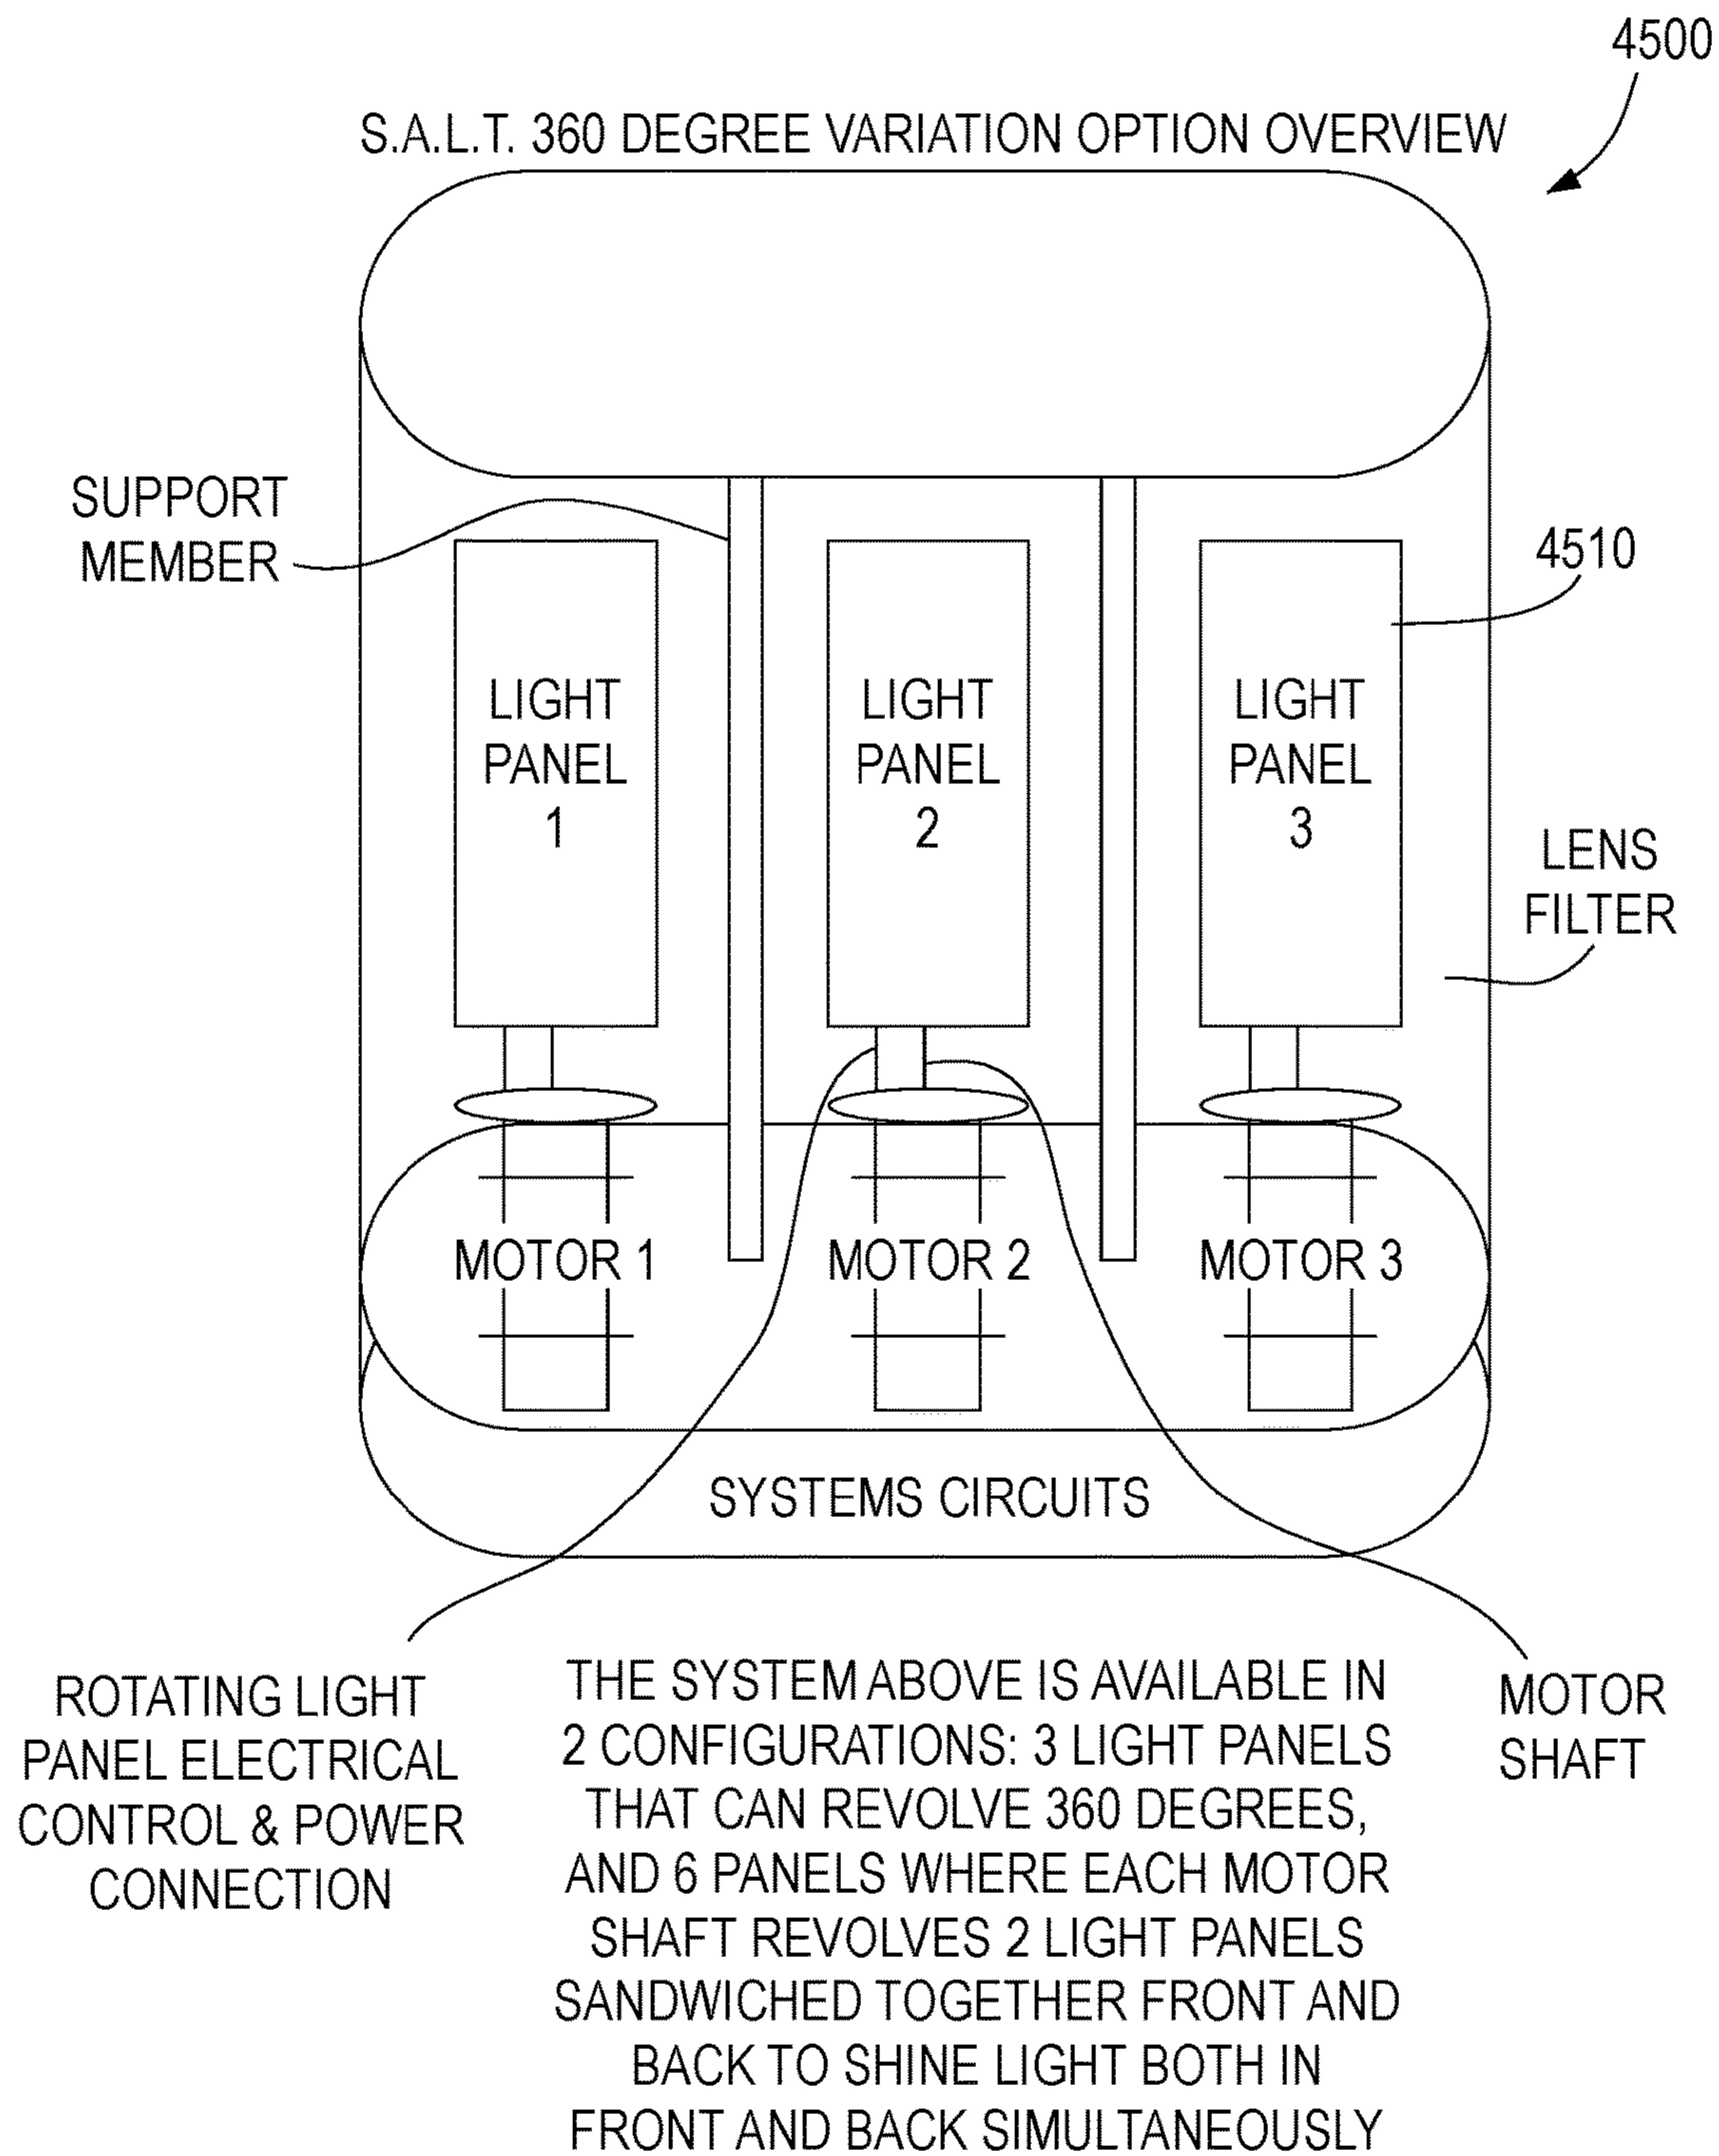 4500
S.A.L.T. 360 DEGREE VARIATION OPTION OVERVIEW
SUPPORT
MEMBER
4510
LIGHT
PANEL
1
LIGHT
PANEL
2
LIGHT
PANEL
3
LENS
FILTER
MOTOR 1
MOTOR 2
MOTOR 3
SYSTEMS CIRCUITS
ROTATING LIGHT
PANEL ELECTRICAL
CONTROL & POWER
CONNECTION
THE SYSTEM ABOVE IS AVAILABLE IN
2 CONFIGURATIONS: 3 LIGHT PANELS
THAT CAN REVOLVE 360 DEGREES,
AND 6 PANELS WHERE EACH MOTOR
SHAFT REVOLVES 2 LIGHT PANELS
SANDWICHED TOGETHER FRONT AND
BACK TO SHINE LIGHT BOTH IN
FRONT AND BACK SIMULTANEOUSLY
MOTOR
SHAFT